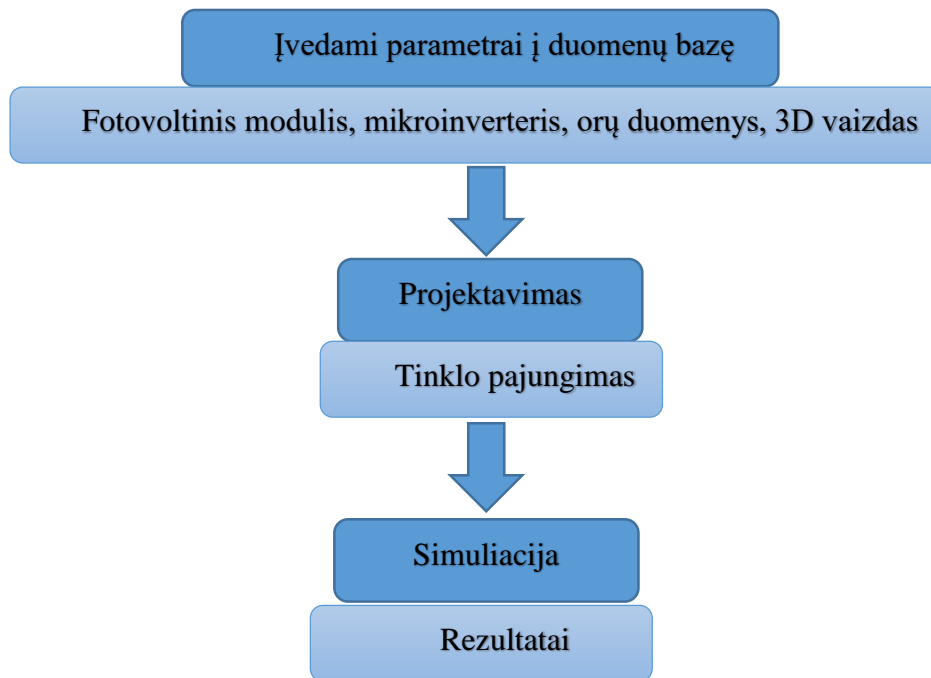 Įvedami parametrai į duomenų bazę
Fotovoltinis modulis, mikroinverteris, orų duomenys, 3D vaizdas
Projektavimas
Tinklo pajungimas
Simuliacija
Rezultatai